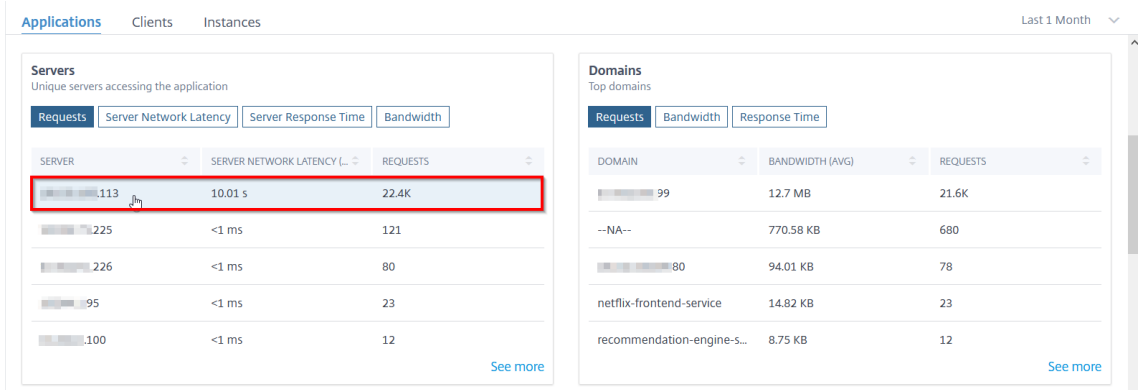 Applications Clients Instances Last 1 Month
Servers
Unique servers accessing the application
Requests Server Network Latency Server Response Time Bandwidth
SERVER SERVER NETWORK LATENCY (... REQUESTS
.113 10.01 s 22.4K
.225 <1 ms 121
.226 <1 ms 80
95 <1 ms 23
.100 <1 ms 12
See more
Domains
Top domains
Requests Bandwidth Response Time
DOMAIN BANDWIDTH (AVG) REQUESTS
99 12.7 MB 21.6K
--NA-- 770.58 KB 680
80 94.01 KB 78
netflix-frontend-service 14.82 KB 23
recommendation-engine-s... 8.75 KB 12
See more